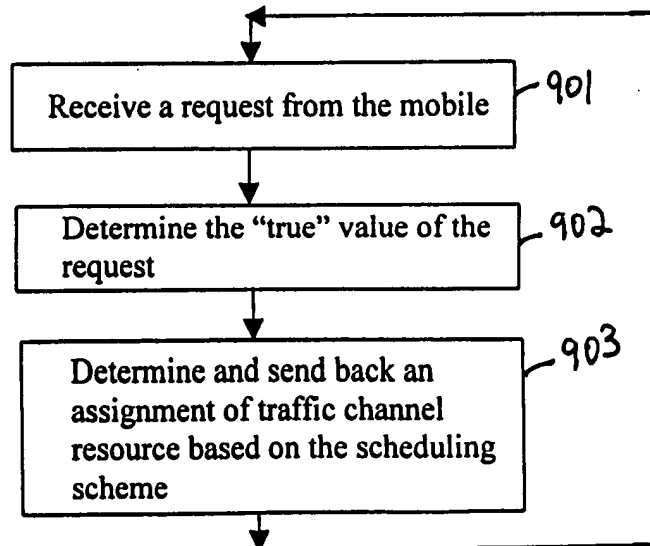 Receive a request from the mobile
901
Determine the “true” value of the
request
902
Determine and send back an
assignment of traffic channel
resource based on the scheduling
scheme
903